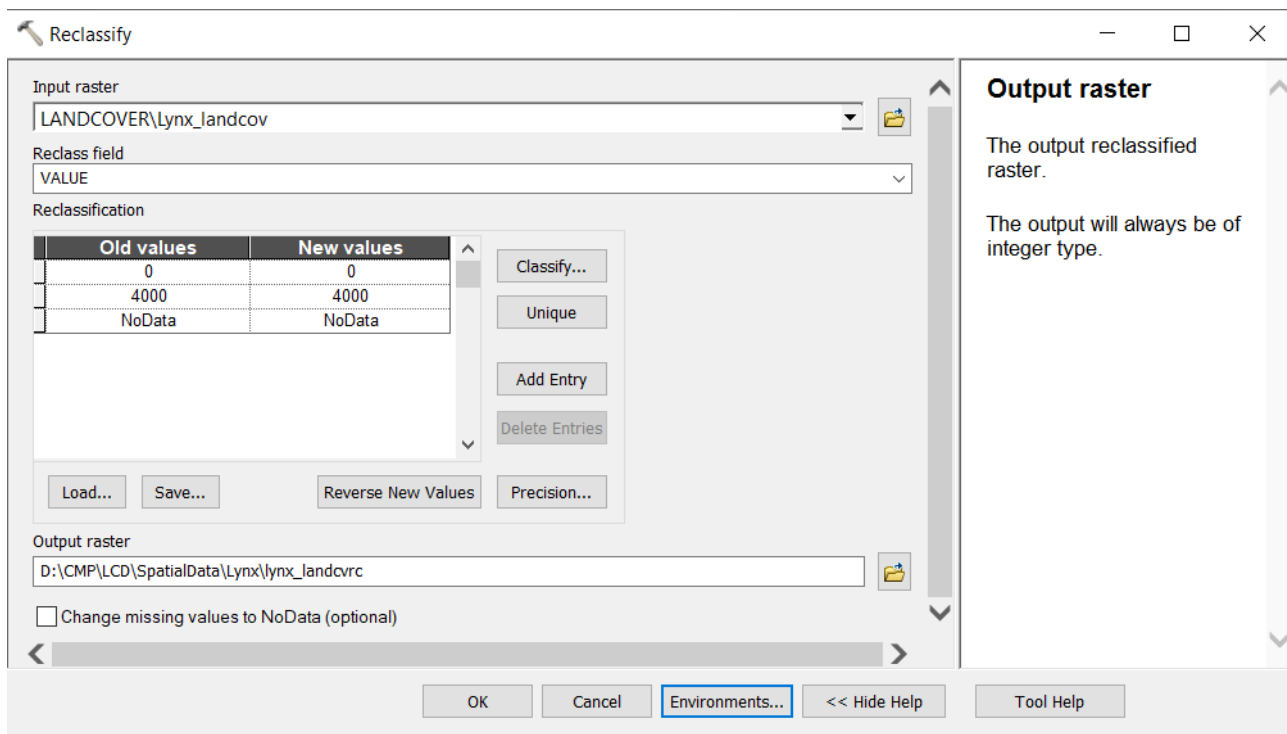 Reclassify
Input raster
LANDCOVER\Lynx_landcov
Reclass field
VALUE
Reclassification
Old values New values
0 0
4000 4000
NoData NoData
Classify...
Unique
Add Entry
Delete Entries
Load... Save... Reverse New Values Precision...
Output raster
D:\CMP\LCD\SpatialData\Lynx\lynx_landcvrc
Change missing values to NoData (optional)
OK Cancel Environments... << Hide Help Tool Help
Output raster
The output reclassified
raster.
The output will always be of
integer type.